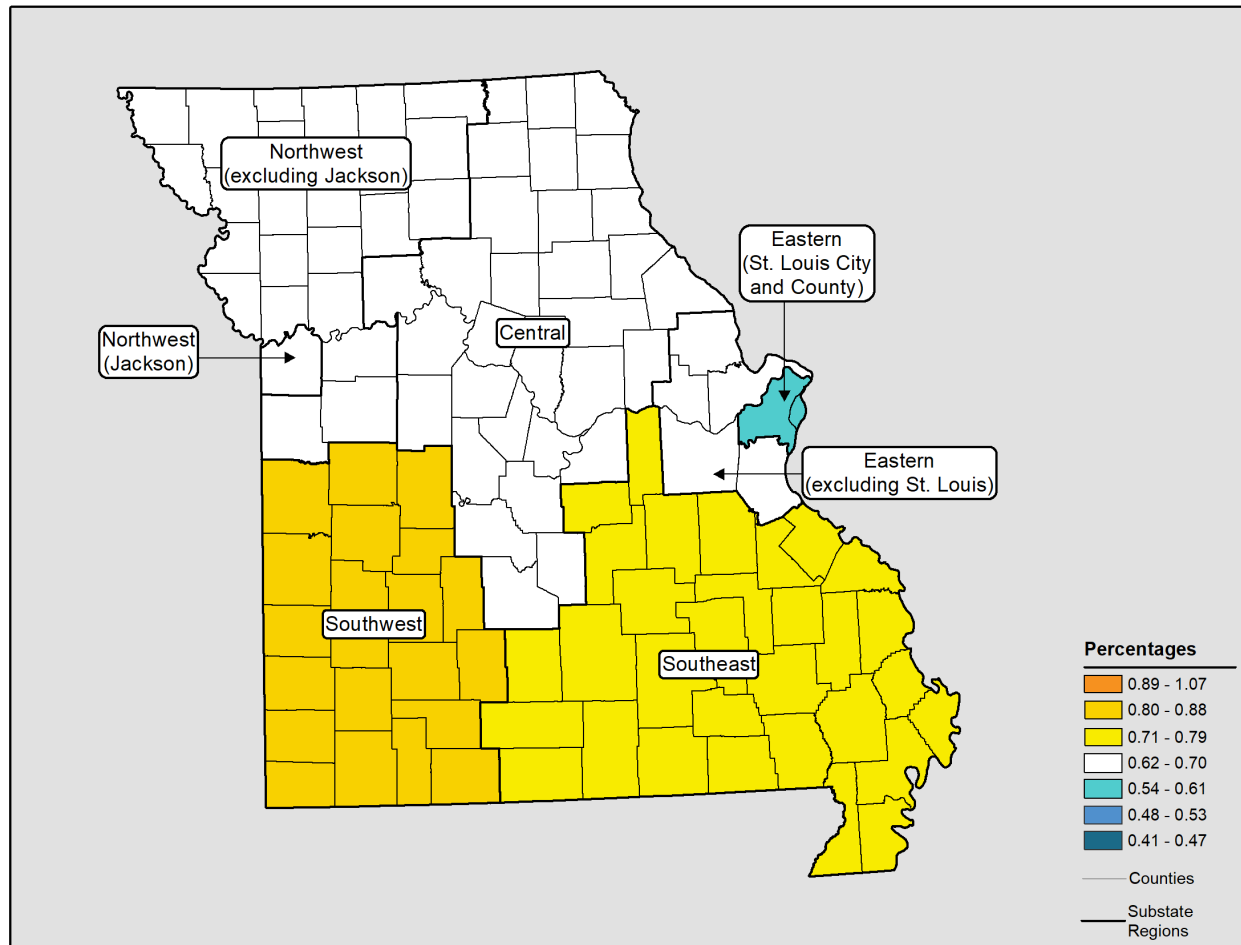 Northwest
(excluding Jackson)
Eastern
(St. Louis City
and County)
Northwest
(Jackson)
Central
Eastern
(excluding St. Louis)
Southwest
Southeast
Percentages
0.89 - 1.07
0.80 - 0.88
0.71 - 0.79
0.62 - 0.70
0.54 - 0.61
0.48 - 0.53
0.41 - 0.47
Counties
Substate
Regions